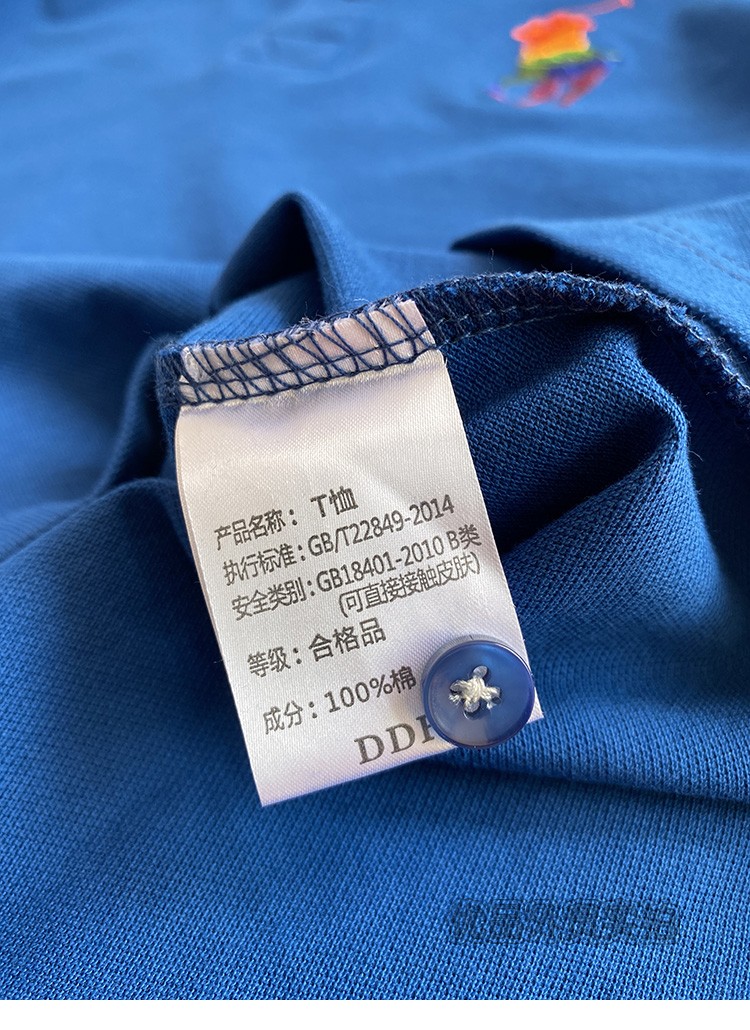 产品名称：T恤
执行标准：GB/T22849-2014
安全类别：GB18401-2010 B类
(可直接接触皮肤)
等级：合格品
成分：100%棉